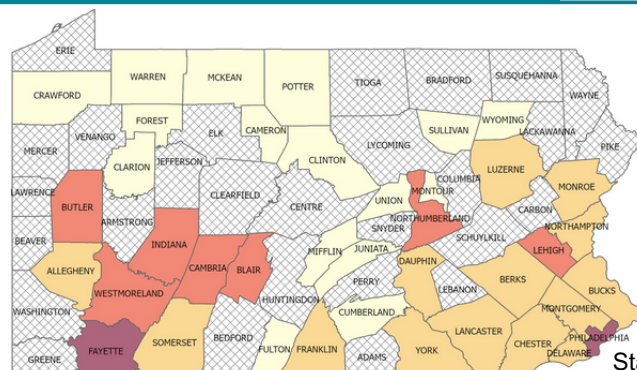 ERIE
WARREN
MCKEAN
POTTER
TIOGA
BRADFORD
SUSQUEHANNA
WAYNE
CRAWFORD
FOREST
WYOMING
VENANGO
ELK
CAMERON
SULLIVAN
LACKAWANNA
MERCER
LYCOMING
PIKE
JEFFERSON
CLARION
CLINTON
LUZERNE
COLUMBIA
MONROE
LAWRENCE
CLEARFIELD
MONTOUR
BUTLER
CENTRE
UNION
CARBON
ARMSTRONG
NORTHUMBERLAND
SNYDER
NORTHAMPTON
BEAVER
INDIANA
MIFFLIN
JUNIATA
SCHUYLKILL
LEHIGH
ALLEGHENY
CAMBRIA
BLAIR
DAUPHIN
PERRY
BERKS
LEBANON
WESTMORELAND
HUNTINGDON
BUCKS
WASHINGTON
CUMBERLAND
MONTGOMERY
LANCASTER
PHILADELPHIA
SOMERSET
BEDFORD
FAYETTE
FULTON
FRANKLIN
YORK
CHESTER
DELAWARE
GREENE
ADAMS
Sta